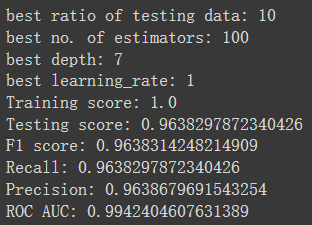 best ratio of testing data: 10
best no. of estimators: 100
best depth: 7
best learning_rate: 1
Training score: 1.0
Testing score: 0.9638297872340426
F1 score: 0.9638314248214909
Recall: 0.9638297872340426
Precision: 0.9638679691543254
ROC AUC: 0.9942404607631389